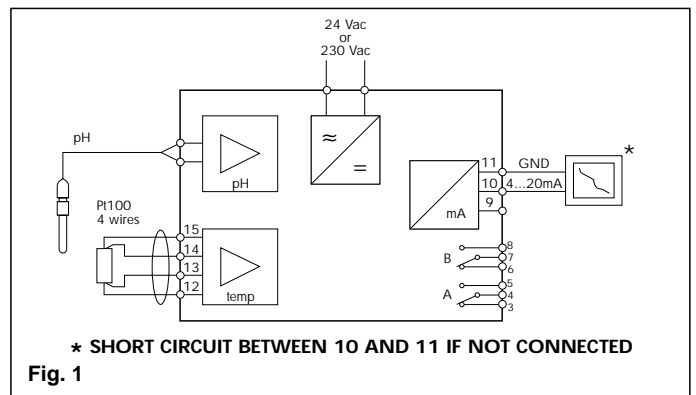 24 Vac
or
230 Vac
pH
pH
11 GND
*
10 4...20mA
9
mA
Pt100
4 wires
15
14
13
12
temp
8
B 7
6
5
A 4
3
* SHORT CIRCUIT BETWEEN 10 AND 11 IF NOT CONNECTED
Fig. 1